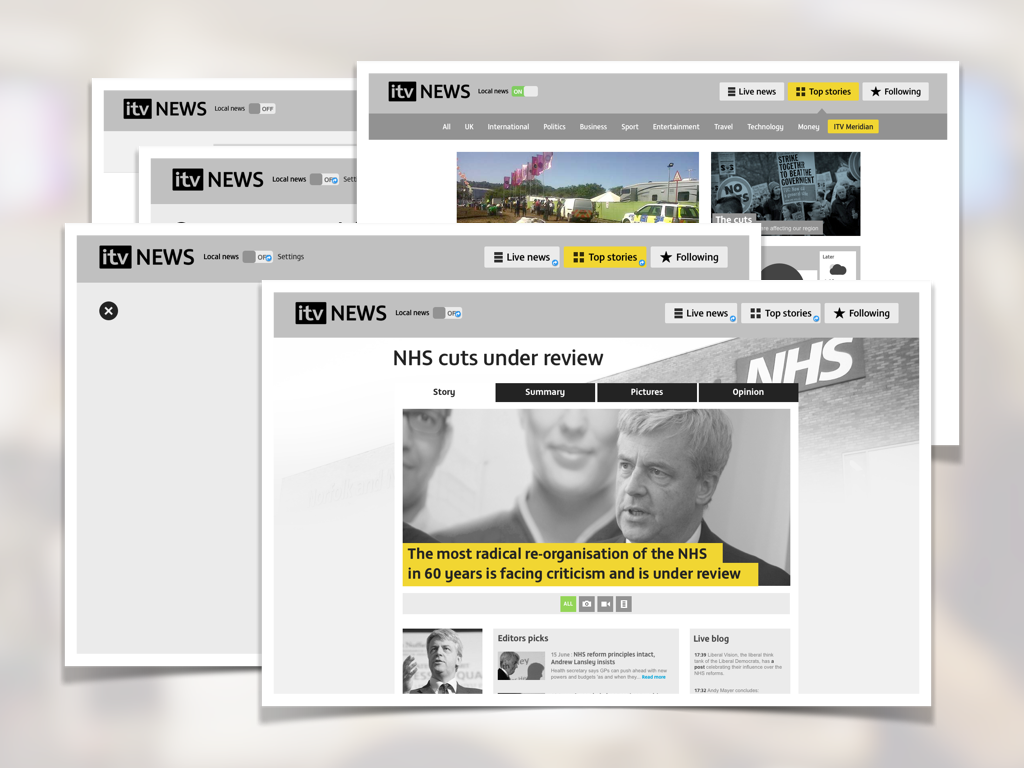 itv NEWS Local news OFF
itv NEWS Local news ON
Live news Top stories Following
All UK International Politics Business Sport Entertainment Travel Technology Money ITV Meridian
NO
STRIKE
TOGETHER
TO BEAT THE
GOVERNMENT
The cuts
are affecting our region
Later
itv NEWS Local news
itv NEWS Local news Settings
Live news Top stories Following
itv NEWS Local news
Live news Top stories Following
NHS cuts under review
NHS
Story Summary Pictures Opinion
The most radical re-organisation of the NHS
in 60 years is facing criticism and is under review
ALL
Editors picks
15 June : NHS reform principles intact,
Andrew Lansley insists
Health secretary says GPs can push ahead with new
powers and budgets 'as and when they... Read more
Live blog
17:39 Liberal Vision, the liberal think
tank of the Liberal Democrats, has a
post celebrating their influence over the
NHS reforms.
17:32 Andy Mayer concludes: